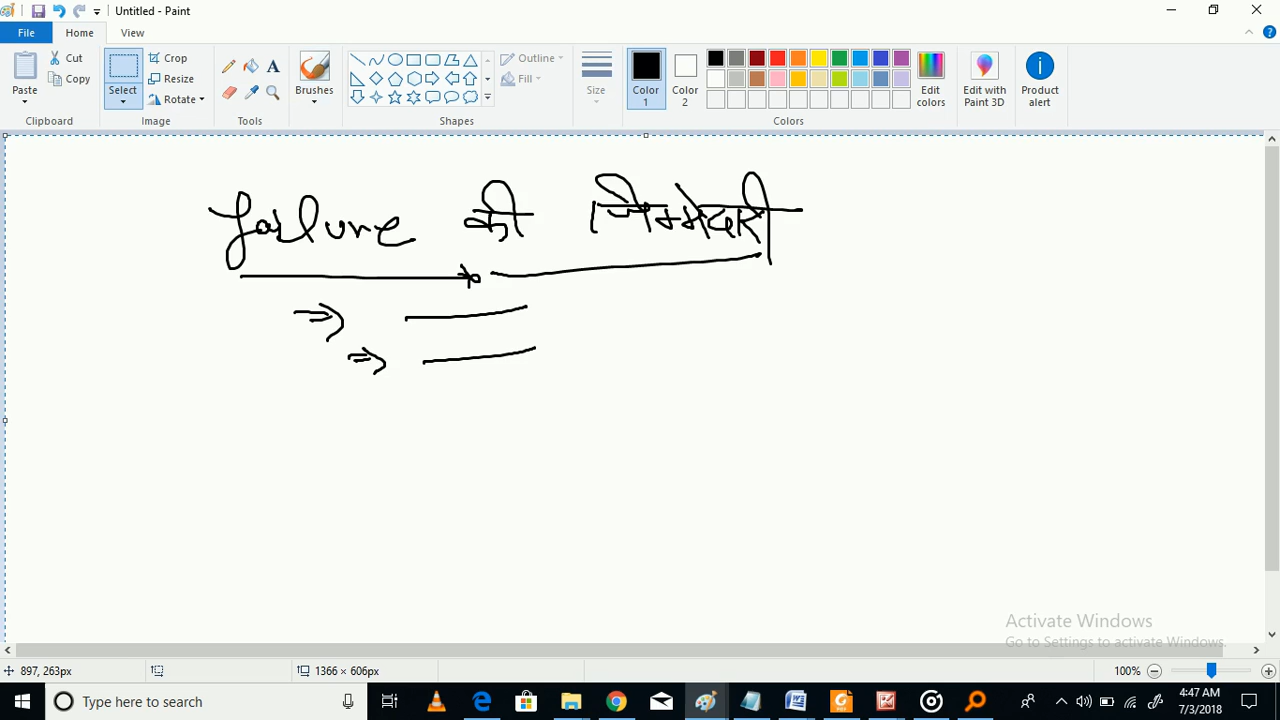 Untitled - Paint
File Home View
Paste Cut Copy Select Crop Resize Rotate Brushes Outline Fill Size Color 1 Color 2 Edit colors Edit with Paint 3D Product alert
Clipboard Image Tools Shapes Colors
failure की
Activate Windows
Go to Settings to activate Windows.
897, 263px 1366 × 606px 100%
Type here to search
4:47 AM
7/3/2018